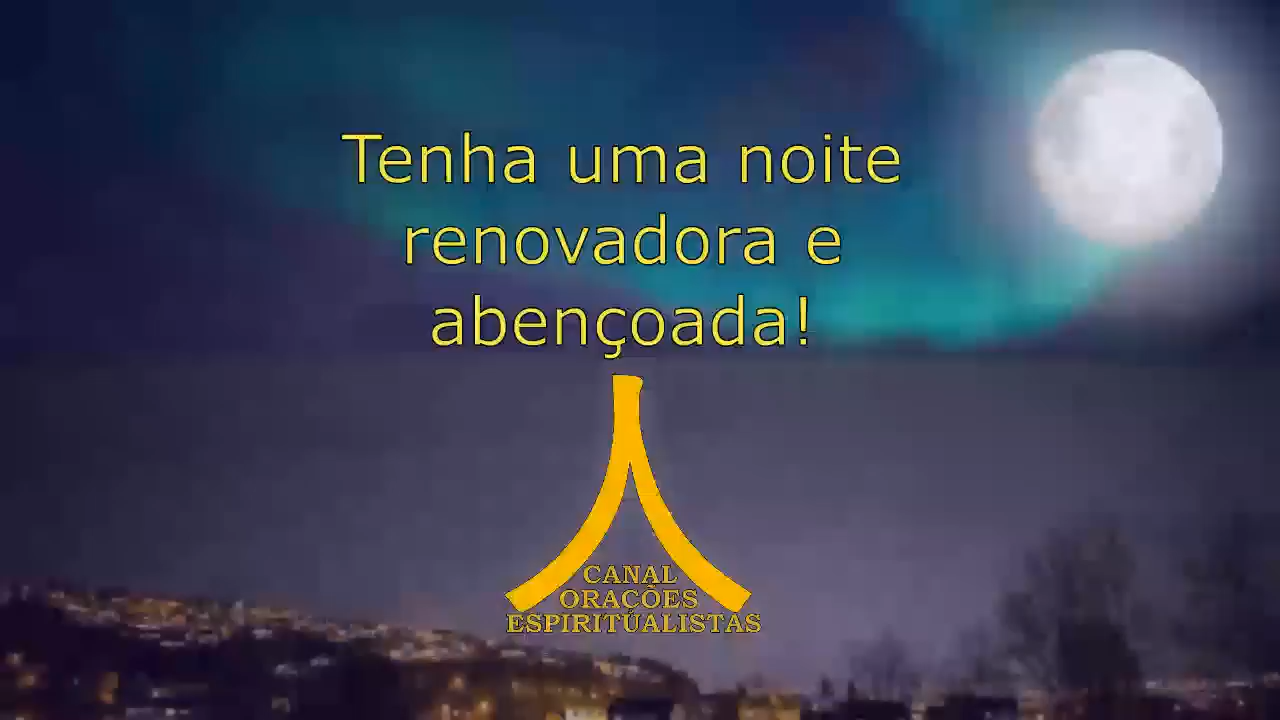 Tenha uma noite
renovadora e
abençoada!
CANAL
ORAÇÕES
ESPIRITUALISTAS